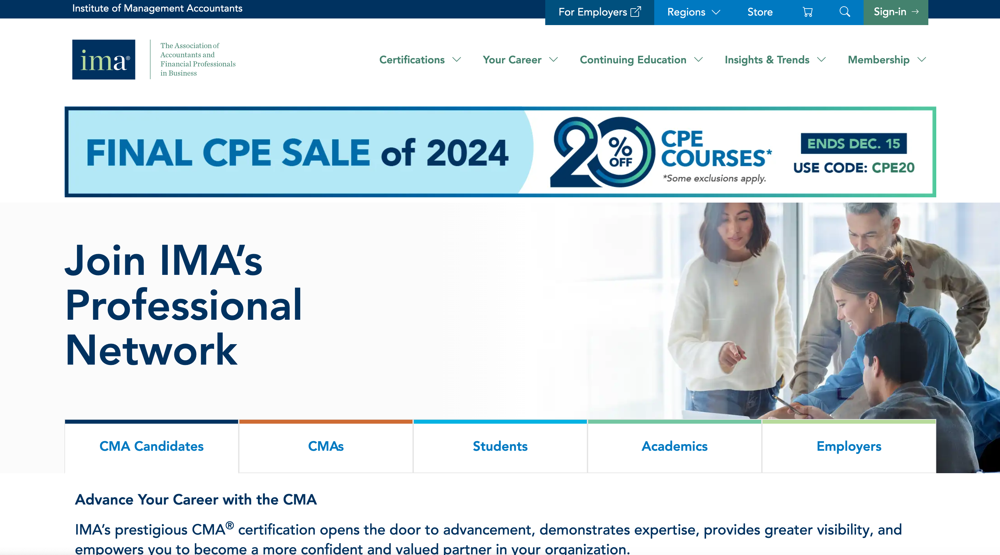 Institute of Management Accountants
For Employers
Regions
Store
Sign-in →
ima®
The Association of
Accountants and
Financial Professionals
in Business
Certifications
Your Career
Continuing Education
Insights & Trends
Membership
FINAL CPE SALE of 2024
20% OFF
CPE
COURSES*
*Some exclusions apply.
ENDS DEC. 15
USE CODE: CPE20
Join IMA’s
Professional
Network
CMA Candidates
CMAs
Students
Academics
Employers
Advance Your Career with the CMA
IMA’s prestigious CMA® certification opens the door to advancement, demonstrates expertise, provides greater visibility, and
empowers you to become a more confident and valued partner in your organization.